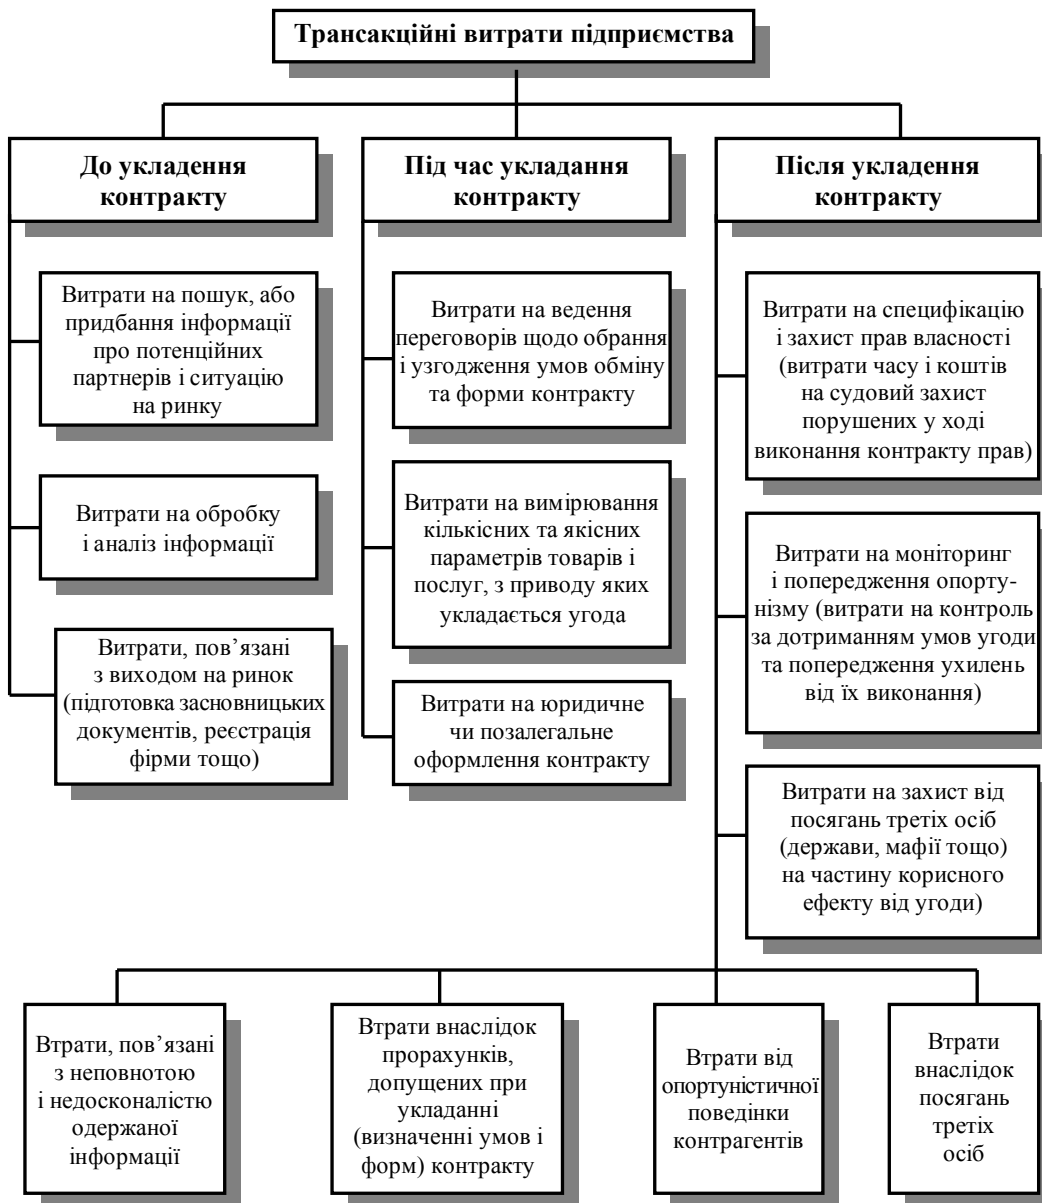 Трансакційні витрати підприємства
До укладення
контракту
Під час укладання
контракту
Після укладення
контракту
Витрати на пошук, або
придбання інформації
про потенційних
партнерів і ситуацію
на ринку
Витрати на обробку
і аналіз інформації
Витрати, пов’язані
з виходом на ринок
(підготовка засновницьких
документів, реєстрація
фірми тощо)
Витрати на ведення
переговорів щодо обрання
і узгодження умов обміну
та форми контракту
Витрати на вимірювання
кількісних та якісних
параметрів товарів і
послуг, з приводу яких
укладається угода
Витрати на юридичне
чи позалегальне
оформлення контракту
Витрати на специфікацію
і захист прав власності
(витрати часу і коштів
на судовий захист
порушених у ході
виконання контракту прав)
Витрати на моніторинг
і попередження опорту-
нізму (витрати на контроль
за дотриманням умов угоди
та попередження ухилень
від їх виконання)
Витрати на захист від
посягань третіх осіб
(держави, мафії тощо)
на частину корисного
ефекту від угоди)
Втрати, пов’язані
з неповнотою
і недосконалістю
одержаної
інформації
Втрати внаслідок
прорахунків,
допущених при
укладанні
(визначенні умов і
форм) контракту
Втрати від
опортуністичної
поведінки
контрагентів
Втрати
внаслідок
посягань
третіх
осіб